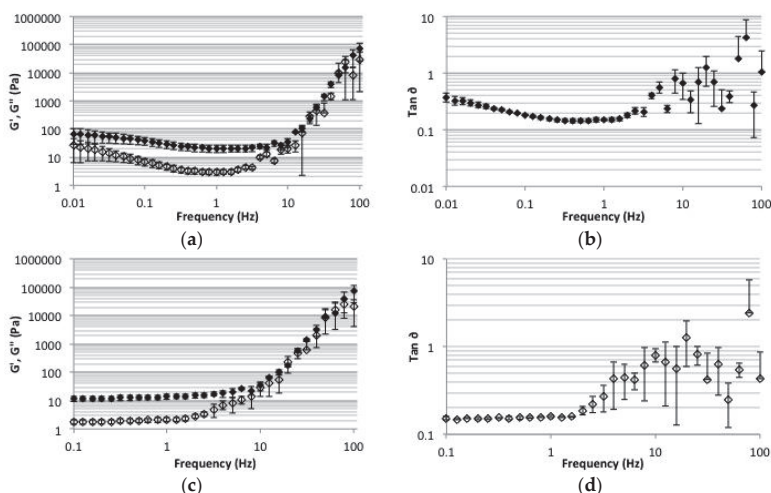 1000000
100000
10000
1000
100
10
1
G', G'' (Pa)
0.01 0.1 1 10 100
Frequency (Hz)
(a)
10
1
0.1
0.01
Tan ∂
0.01 0.1 1 10 100
Frequency (Hz)
(b)
1000000
100000
10000
1000
100
10
1
G', G'' (Pa)
0.1 1 10 100
Frequency (Hz)
(c)
10
1
0.1
Tan ∂
0.1 1 10 100
Frequency (Hz)
(d)